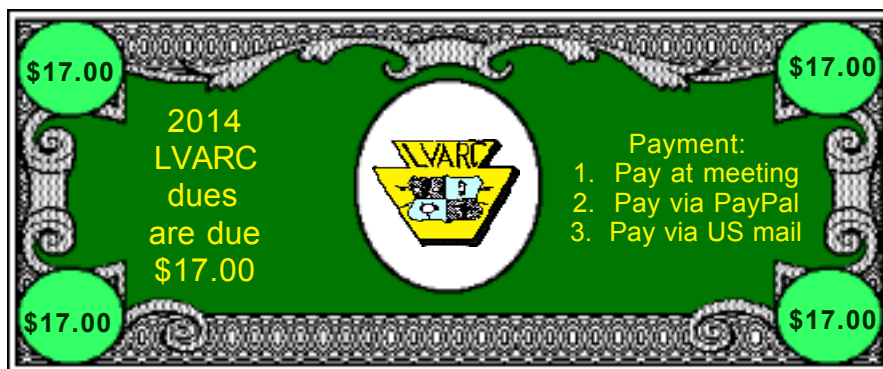 $17.00
$17.00
2014
LVARC
dues
are due
$17.00
LVARC
Payment:
1. Pay at meeting
2. Pay via PayPal
3. Pay via US mail
$17.00
$17.00